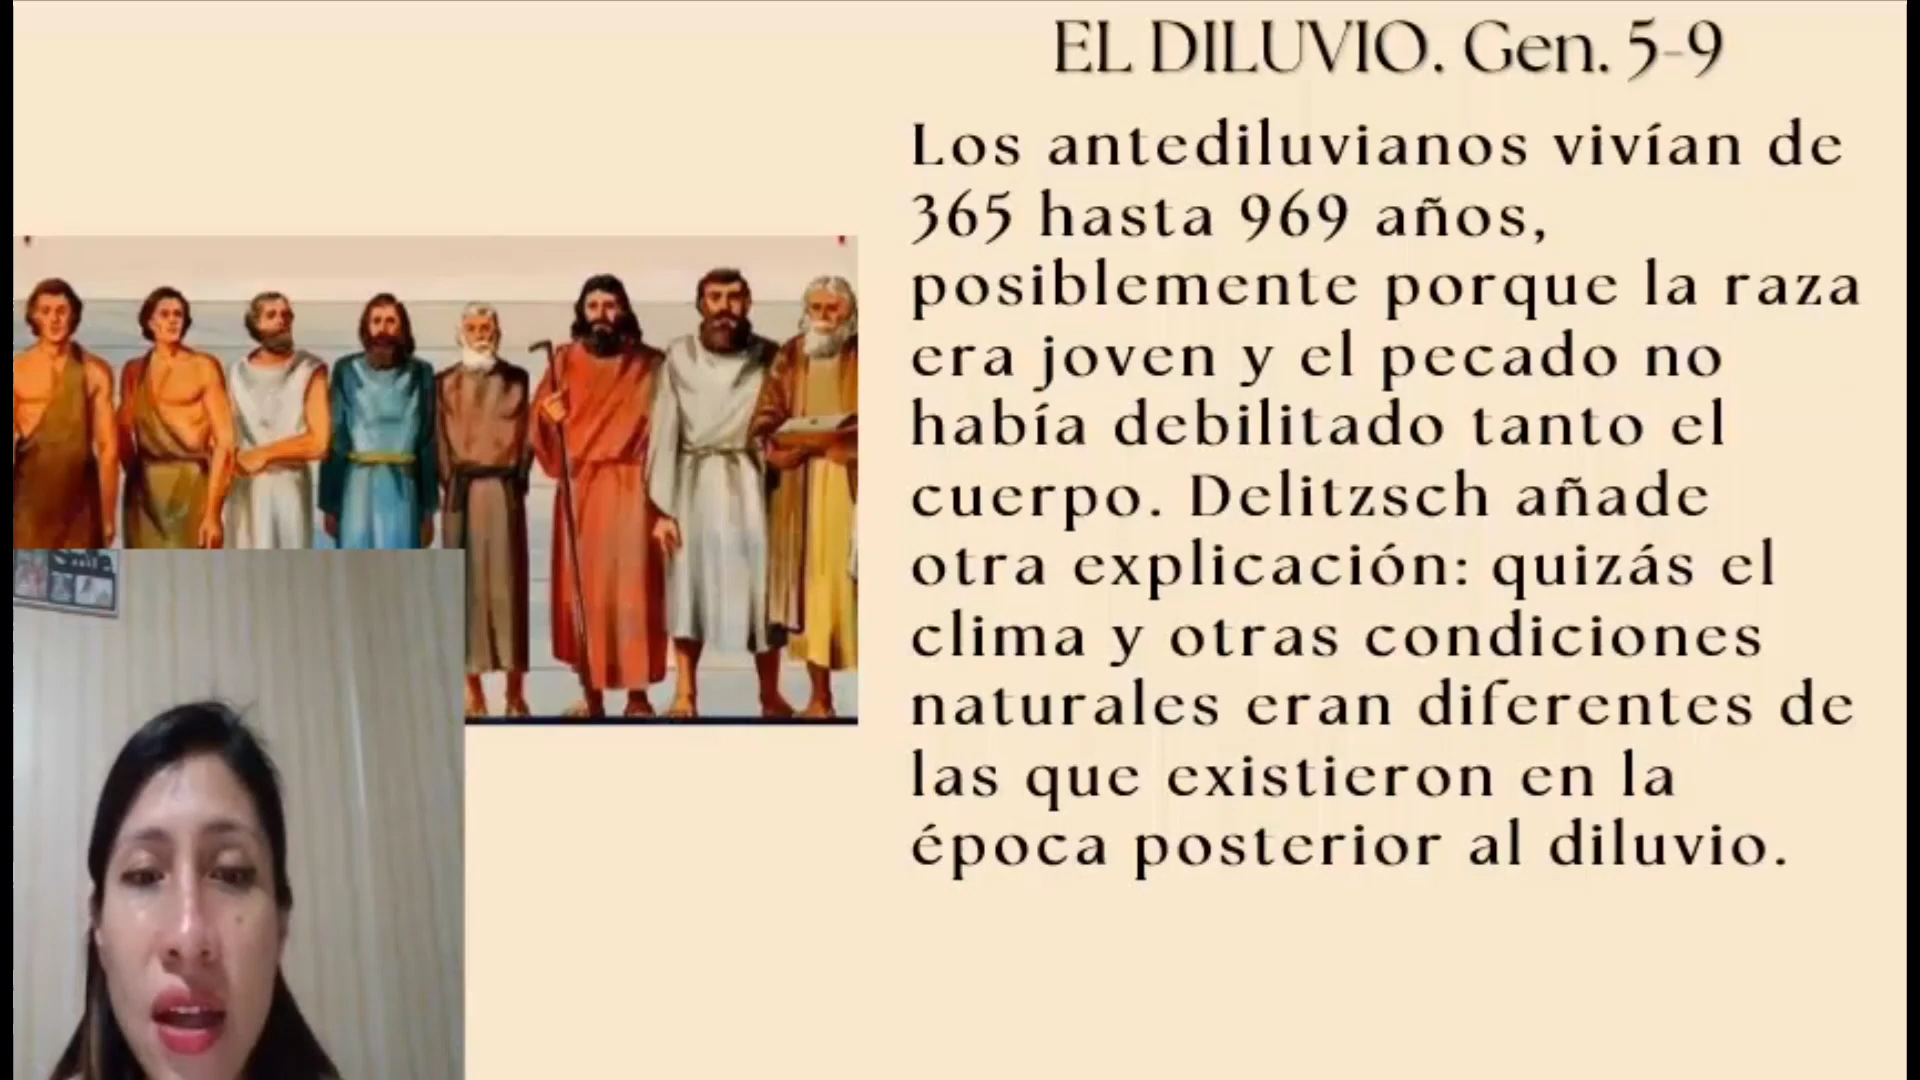 EL DILUVIO. Gen. 5-9
Los antediluvianos vivían de
365 hasta 969 años,
posiblemente porque la raza
era joven y el pecado no
había debilitado tanto el
cuerpo. Delitzsch añade
otra explicación: quizás el
clima y otras condiciones
naturales eran diferentes de
las que existieron en la
época posterior al diluvio.